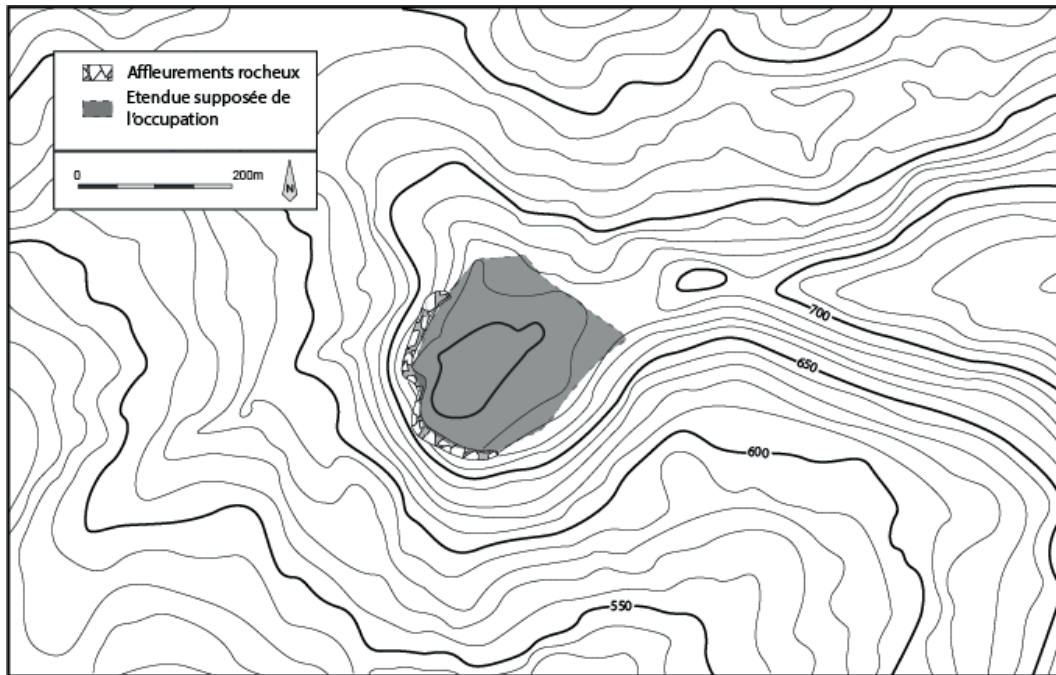 Affleurements rocheux
Etendue supposée de
l'occupation
0 200m
N
700
650
600
550